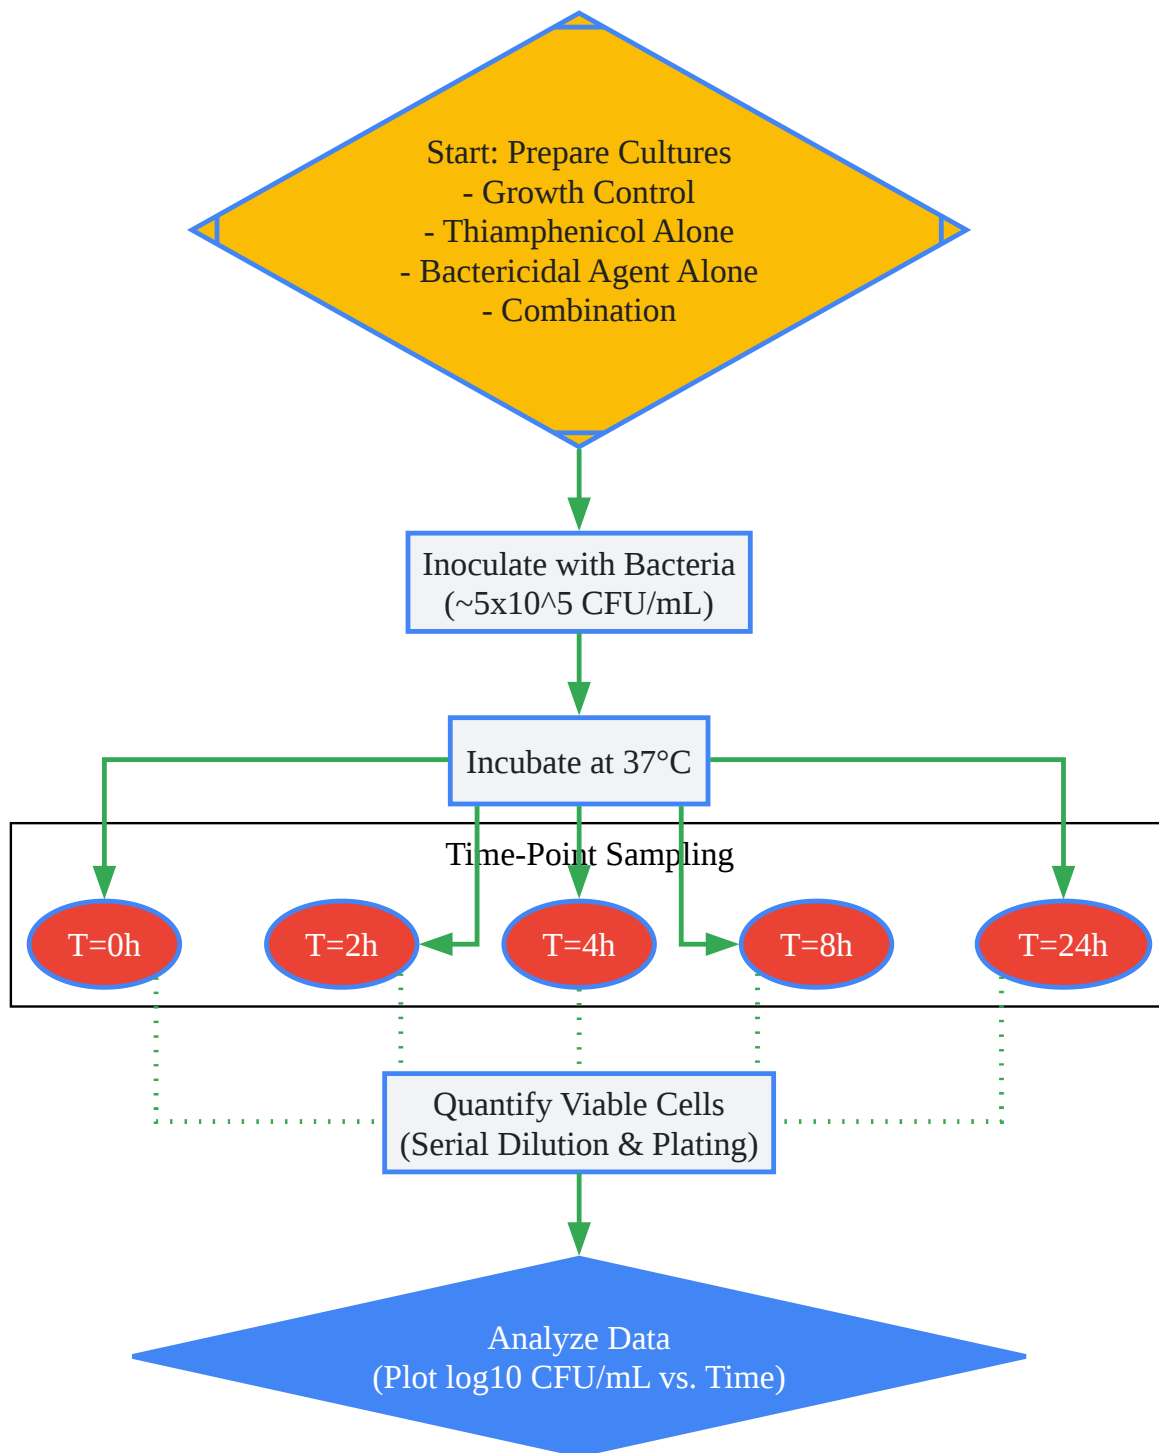 Start: Prepare Cultures
- Growth Control
- Thiamphenicol Alone
- Bactericidal Agent Alone
- Combination
Inoculate with Bacteria
(~5x10^5 CFU/mL)
Incubate at 37°C
Time-Point Sampling
T=0h
T=2h
T=4h
T=8h
T=24h
Quantify Viable Cells
(Serial Dilution & Plating)
Analyze Data
(Plot log10 CFU/mL vs. Time)